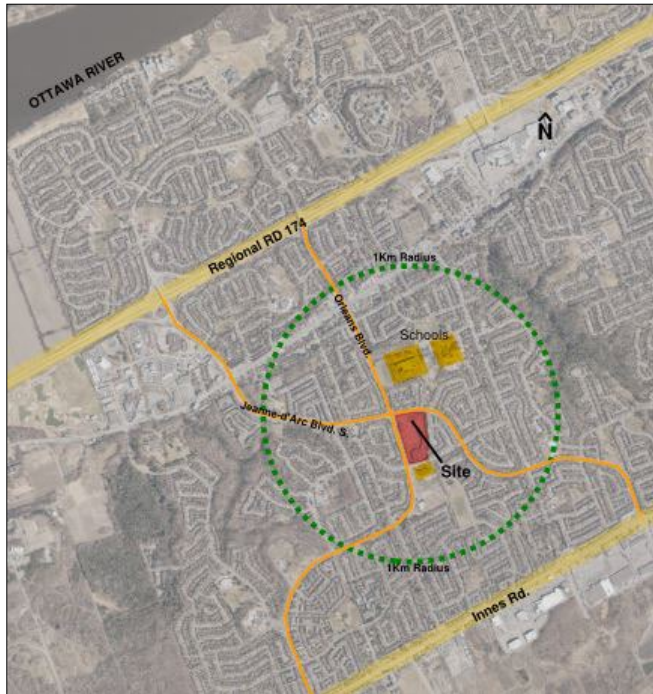 OTTAWA RIVER
N
Regional RD 174
1Km Radius
Orleans Blvd.
Schools
Jeanne-d'Arc Blvd. S.
Site
1Km Radius
Innes Rd.